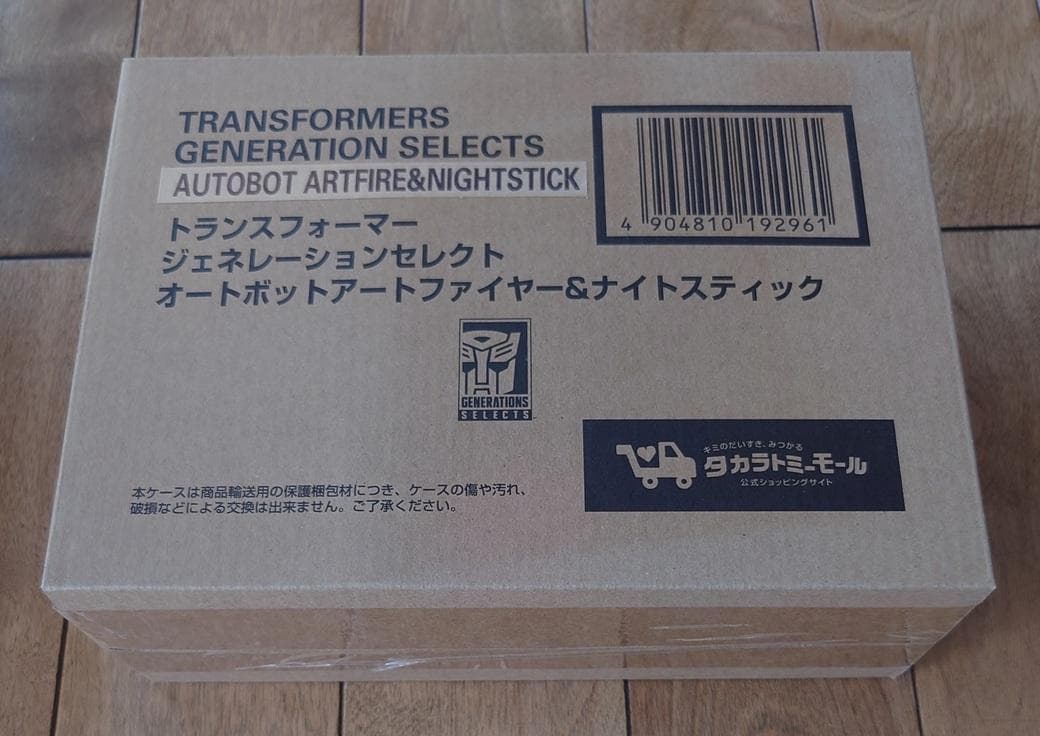 TRANSFORMERS
GENERATION SELECTS
AUTOBOT ARTFIRE&NIGHTSTICK
トランスフォーマー
ジェネレーションセレクト
オートボットアートファイヤー&ナイトスティック
4 904810 192961
GENERATIONS
SELECTS
キミのだいすき、みつかる
タカラトミーモール
公式ショッピングサイト
本ケースは商品輸送用の保護梱包材につき、ケースの傷や汚れ、
破損などによる交換は出来ません。ご了承ください。